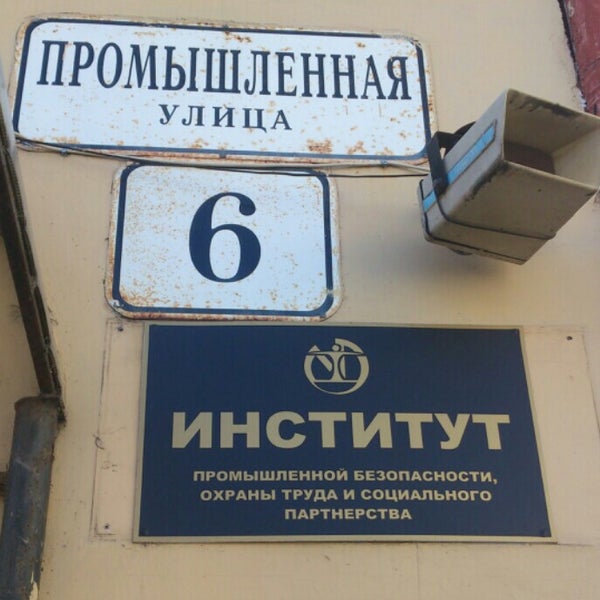 ПРОМЫШЛЕННАЯ
УЛИЦА
6
ИНСТИТУТ
ПРОМЫШЛЕННОЙ БЕЗОПАСНОСТИ,
ОХРАНЫ ТРУДА И СОЦИАЛЬНОГО
ПАРТНЕРСТВА